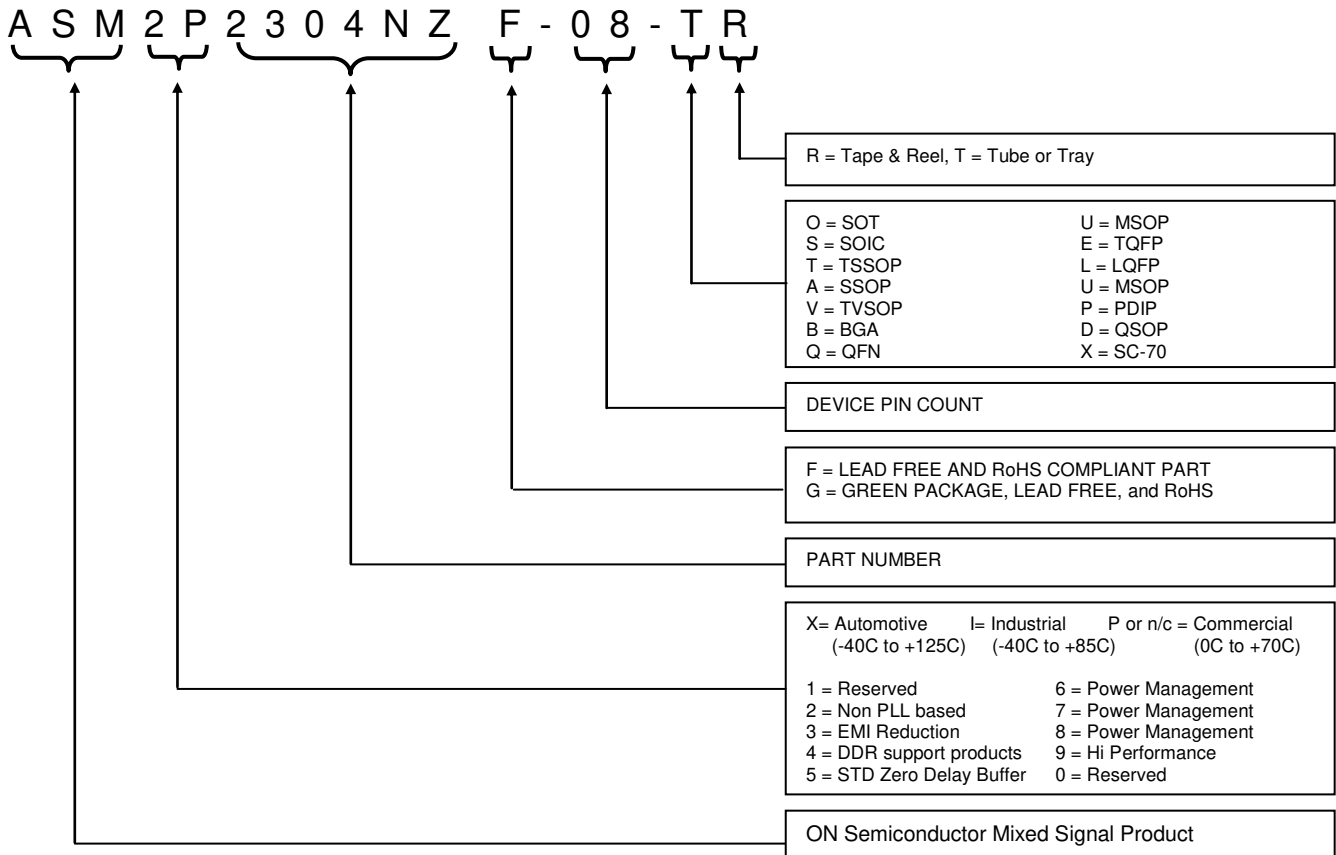 A S M 2 P 2 3 0 4 N Z F - 0 8 - T R
R = Tape & Reel, T = Tube or Tray
O = SOT U = MSOP
S = SOIC E = TQFP
T = TSSOP L = LQFP
A = SSOP U = MSOP
V = TVSOP P = PDIP
B = BGA D = QSOP
Q = QFN X = SC-70
DEVICE PIN COUNT
F = LEAD FREE AND RoHS COMPLIANT PART
G = GREEN PACKAGE, LEAD FREE, and RoHS
PART NUMBER
X= Automotive I= Industrial P or n/c = Commercial
(-40C to +125C) (-40C to +85C) (0C to +70C)
1 = Reserved 6 = Power Management
2 = Non PLL based 7 = Power Management
3 = EMI Reduction 8 = Power Management
4 = DDR support products 9 = Hi Performance
5 = STD Zero Delay Buffer 0 = Reserved
ON Semiconductor Mixed Signal Product